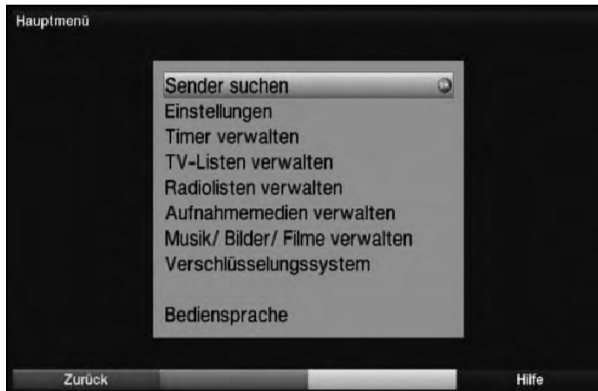 Hauptmenü
Sender suchen
Einstellungen
Timer verwalten
TV-Listen verwalten
Radiolisten verwalten
Aufnahmemedien verwalten
Musik/ Bilder/ Filme verwalten
Verschlüsselungssystem
Bediensprache
Zurück
Hilfe